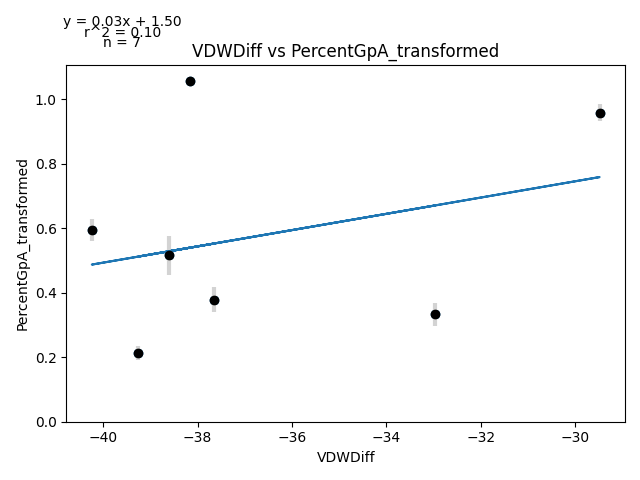 y = 0.03x + 1.50
r^2 = 0.10
n = 7
VDWDiff vs PercentGpA_transformed
1.0
0.8
0.6
0.4
0.2
0.0
PercentGpA_transformed
−40
−38
−36
−34
−32
−30
VDWDiff